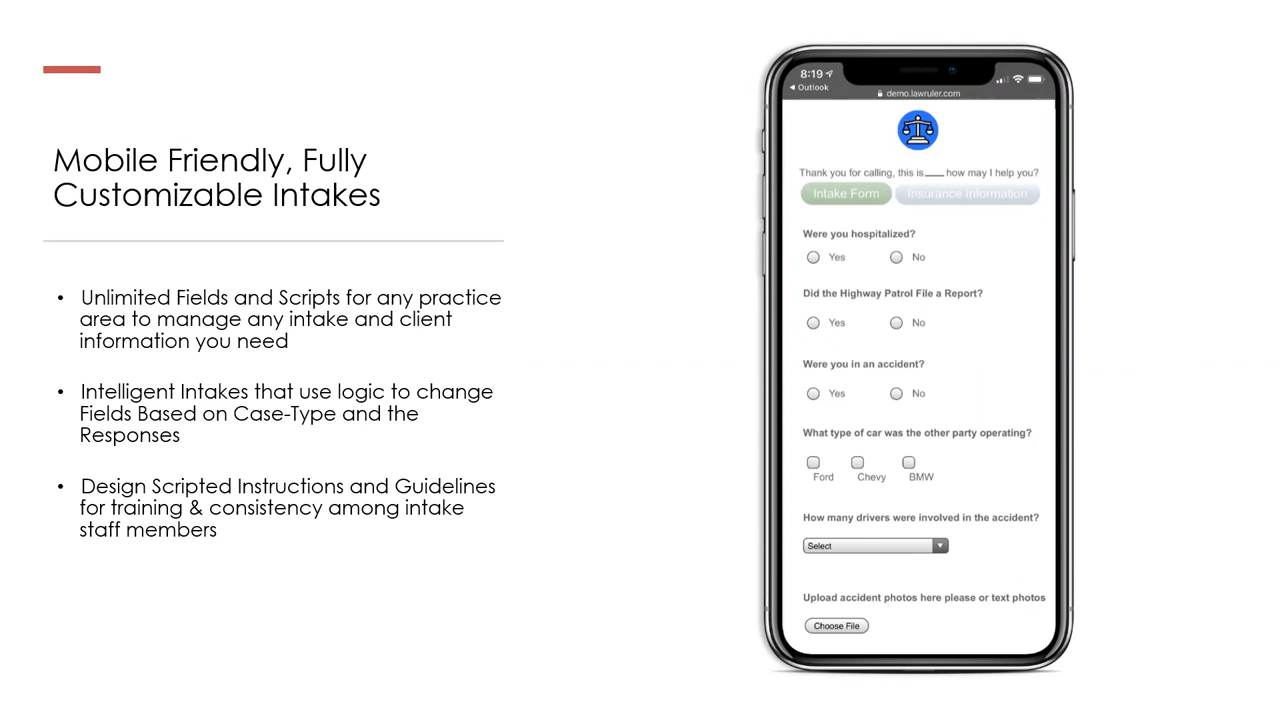 Mobile Friendly, Fully
Customizable Intakes
• Unlimited Fields and Scripts for any practice
area to manage any intake and client
information you need
• Intelligent Intakes that use logic to change
Fields Based on Case-Type and the
Responses
• Design Scripted Instructions and Guidelines
for training & consistency among intake
staff members
8:19
Outlook
demo.lawruler.com
Thank you for calling, this is____ how may I help you?
Intake Form Insurance Information
Were you hospitalized?
Yes No
Did the Highway Patrol File a Report?
Yes No
Were you in an accident?
Yes No
What type of car was the other party operating?
Ford Chevy BMW
How many drivers were involved in the accident?
Select
Upload accident photos here please or text photos
Choose File